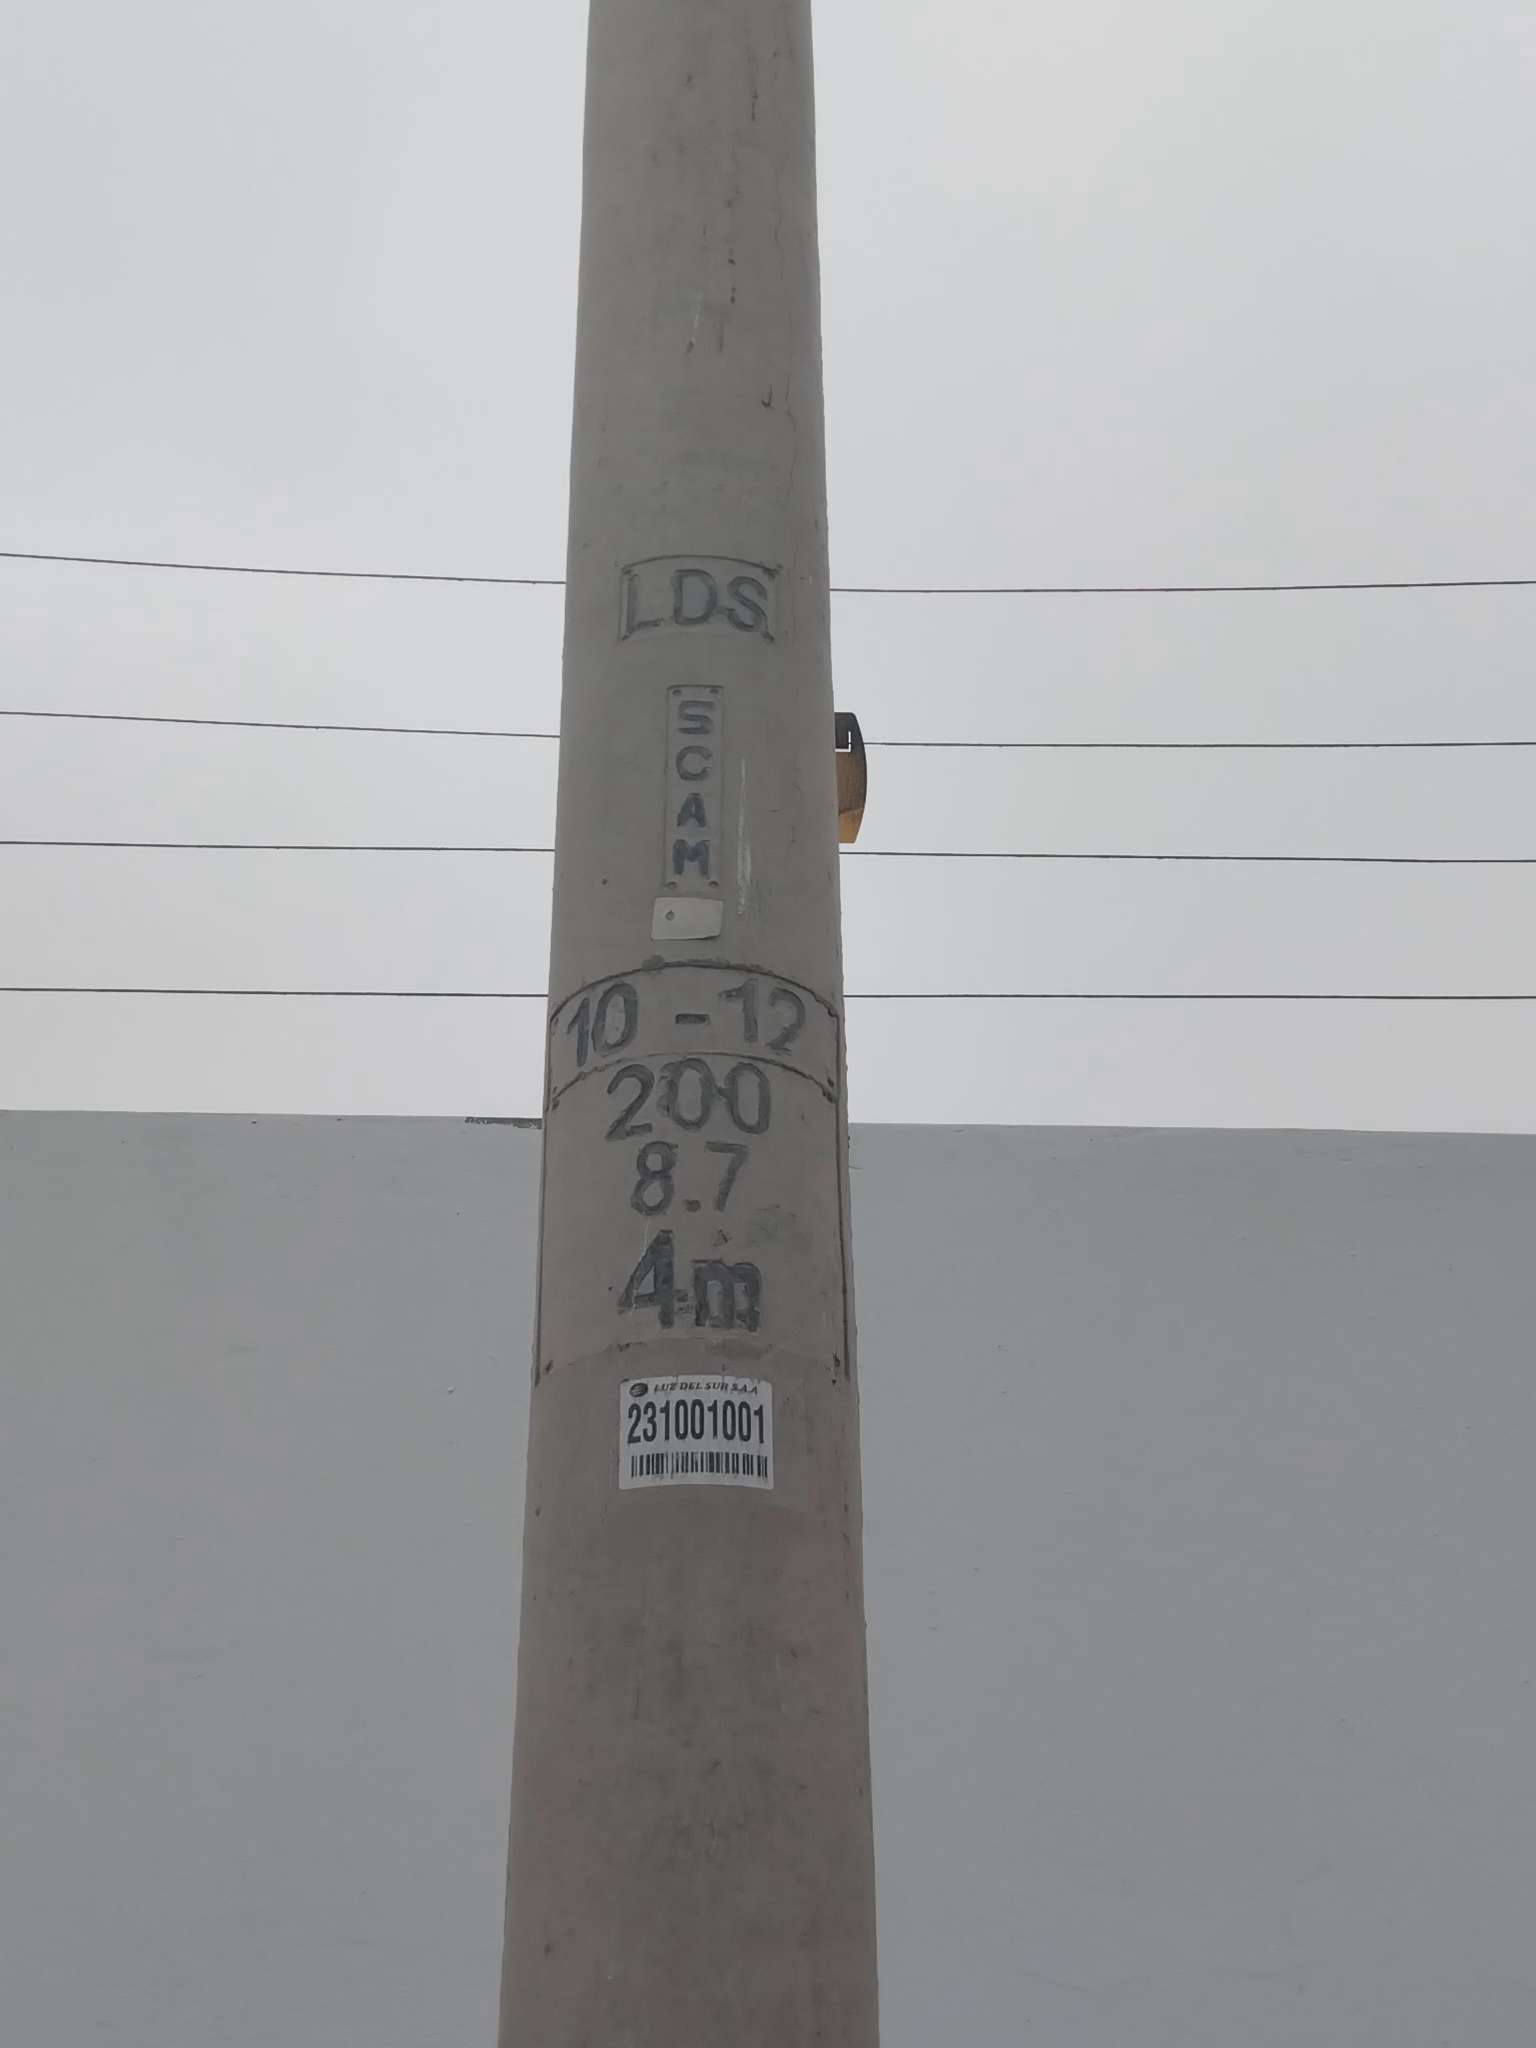 LDS
SCAM
10-12
200
8.7
4m
LUZ DEL SUR S.A.A
231001001